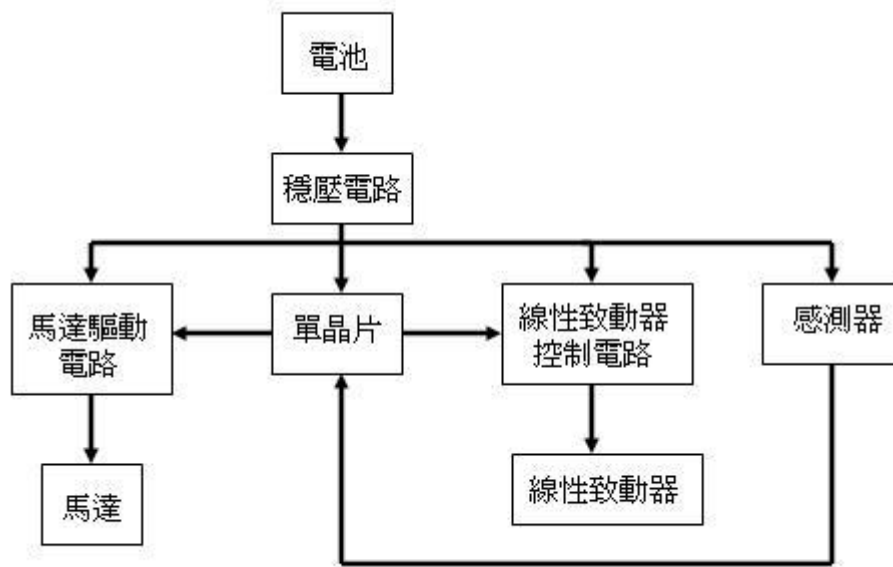 電池
穩壓電路
馬達驅動
電路
單晶片
線性致動器
控制電路
感測器
馬達
線性致動器